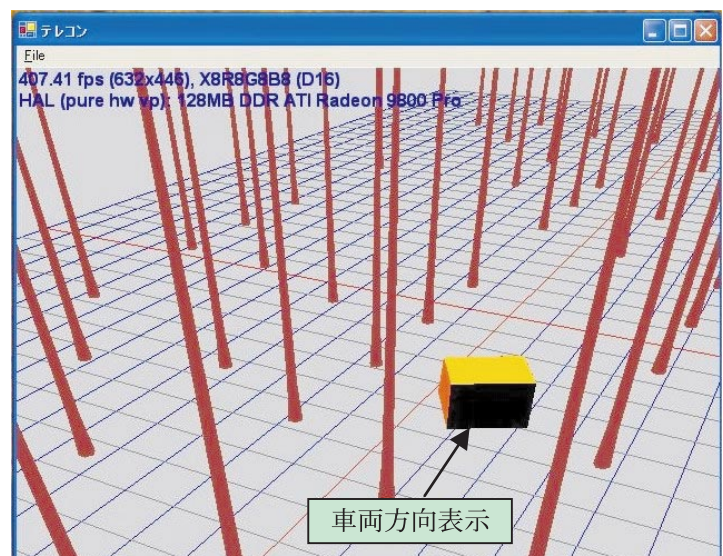 テレコン
File
407.41 fps (632x446), X8R8G8B8 (D16)
HAL (pure hw vp): 128MB DDR ATI Radeon 9800 Pro
車両方向表示